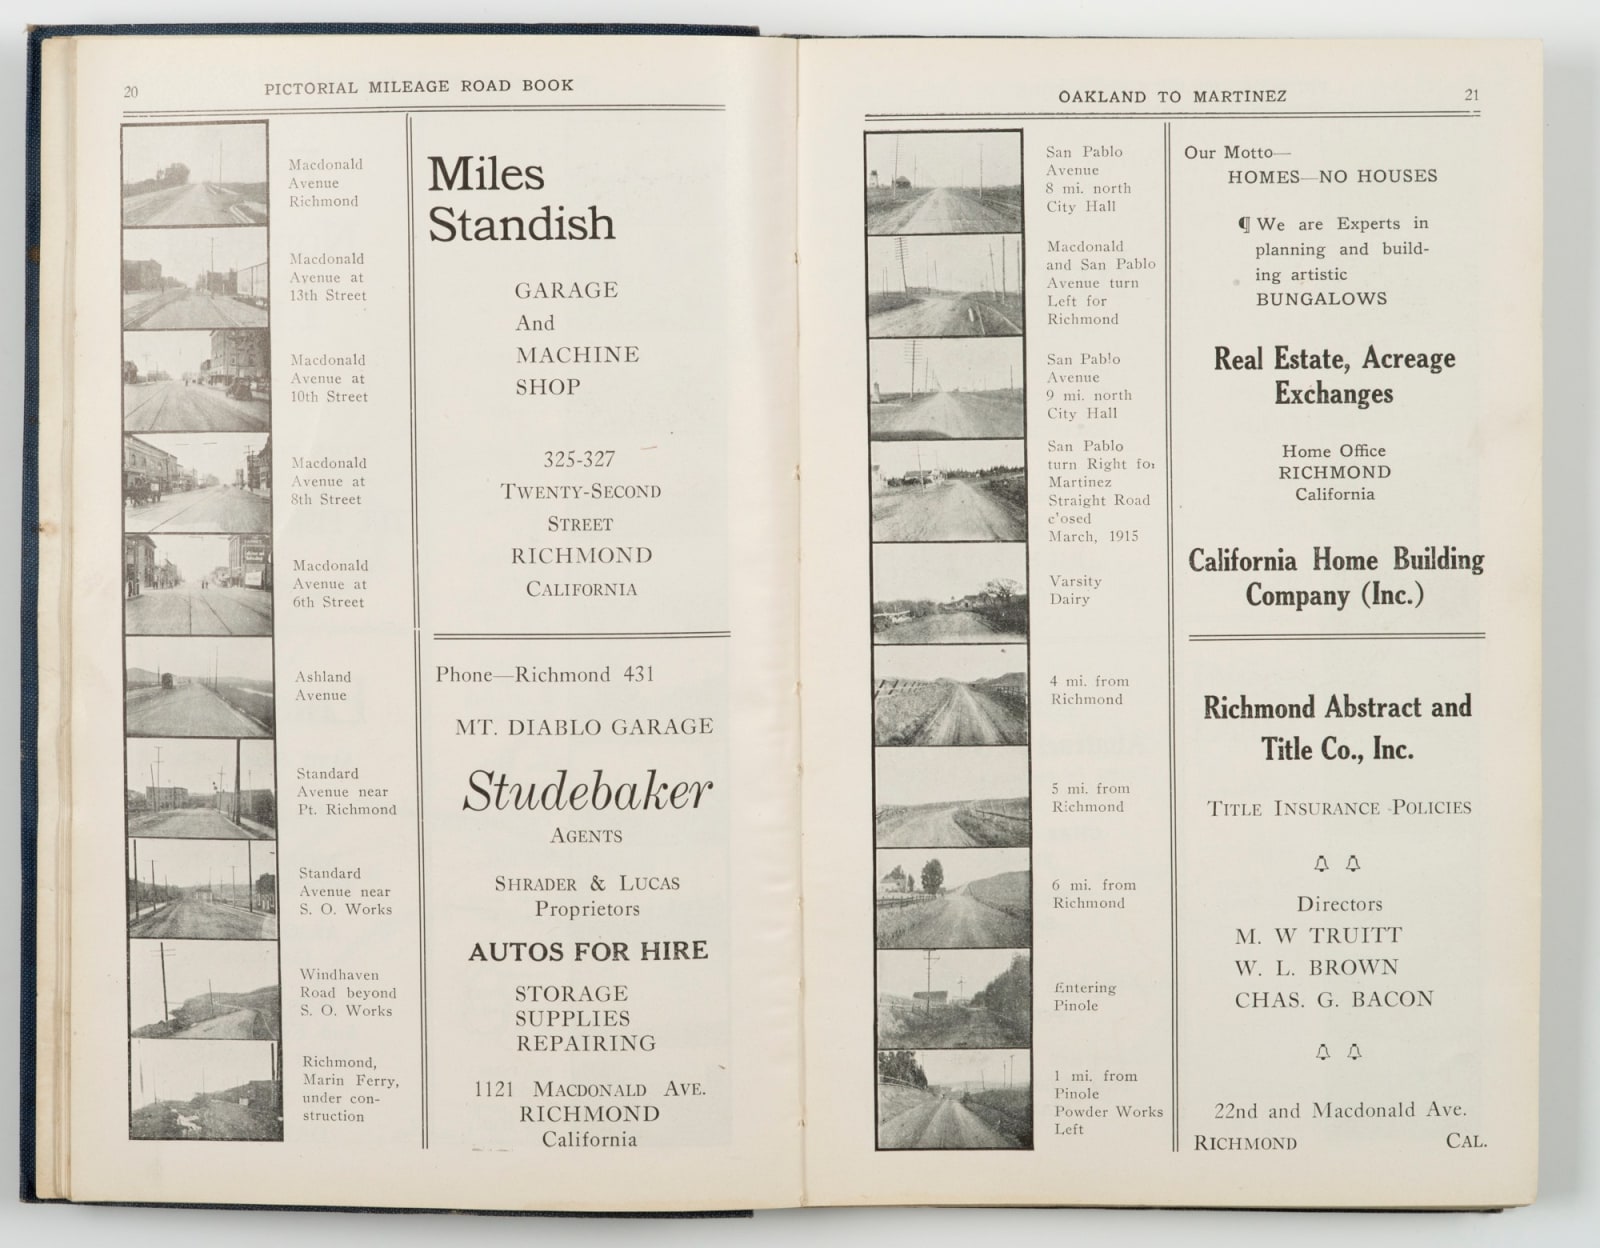 20
PICTORIAL MILEAGE ROAD BOOK
Macdonald
Avenue
Richmond
Macdonald
Avenue at
13th Street
Macdonald
Avenue at
10th Street
Macdonald
Avenue at
8th Street
Macdonald
Avenue at
6th Street
Ashland
Avenue
Standard
Avenue near
Pt. Richmond
Standard
Avenue near
S. O. Works
Windhaven
Road beyond
S. O. Works
Richmond,
Marin Ferry,
under con-
struction
Miles
Standish
GARAGE
And
MACHINE
SHOP
325-327
TWENTY-SECOND
STREET
RICHMOND
CALIFORNIA
Phone—Richmond 431
MT. DIABLO GARAGE
Studebaker
AGENTS
SHRADER & LUCAS
Proprietors
AUTOS FOR HIRE
STORAGE
SUPPLIES
REPAIRING
1121 MACDONALD AVE.
RICHMOND
California
OAKLAND TO MARTINEZ
21
San Pablo
Avenue
8 mi. north
City Hall
Macdonald
and San Pablo
Avenue turn
Left for
Richmond
San Pablo
Avenue
9 mi. north
City Hall
San Pablo
turn Right for
Martinez
Straight Road
c'osed
March, 1915
Varsity
Dairy
4 mi. from
Richmond
5 mi. from
Richmond
6 mi. from
Richmond
Entering
Pinole
1 mi. from
Pinole
Powder Works
Left
Our Motto—
HOMES—NO HOUSES
¶ We are Experts in
planning and build-
ing artistic
BUNGALOWS
Real Estate, Acreage
Exchanges
Home Office
RICHMOND
California
California Home Building
Company (Inc.)
Richmond Abstract and
Title Co., Inc.
TITLE INSURANCE POLICIES
Directors
M. W TRUITT
W. L. BROWN
CHAS. G. BACON
22nd and Macdonald Ave.
RICHMOND CAL.